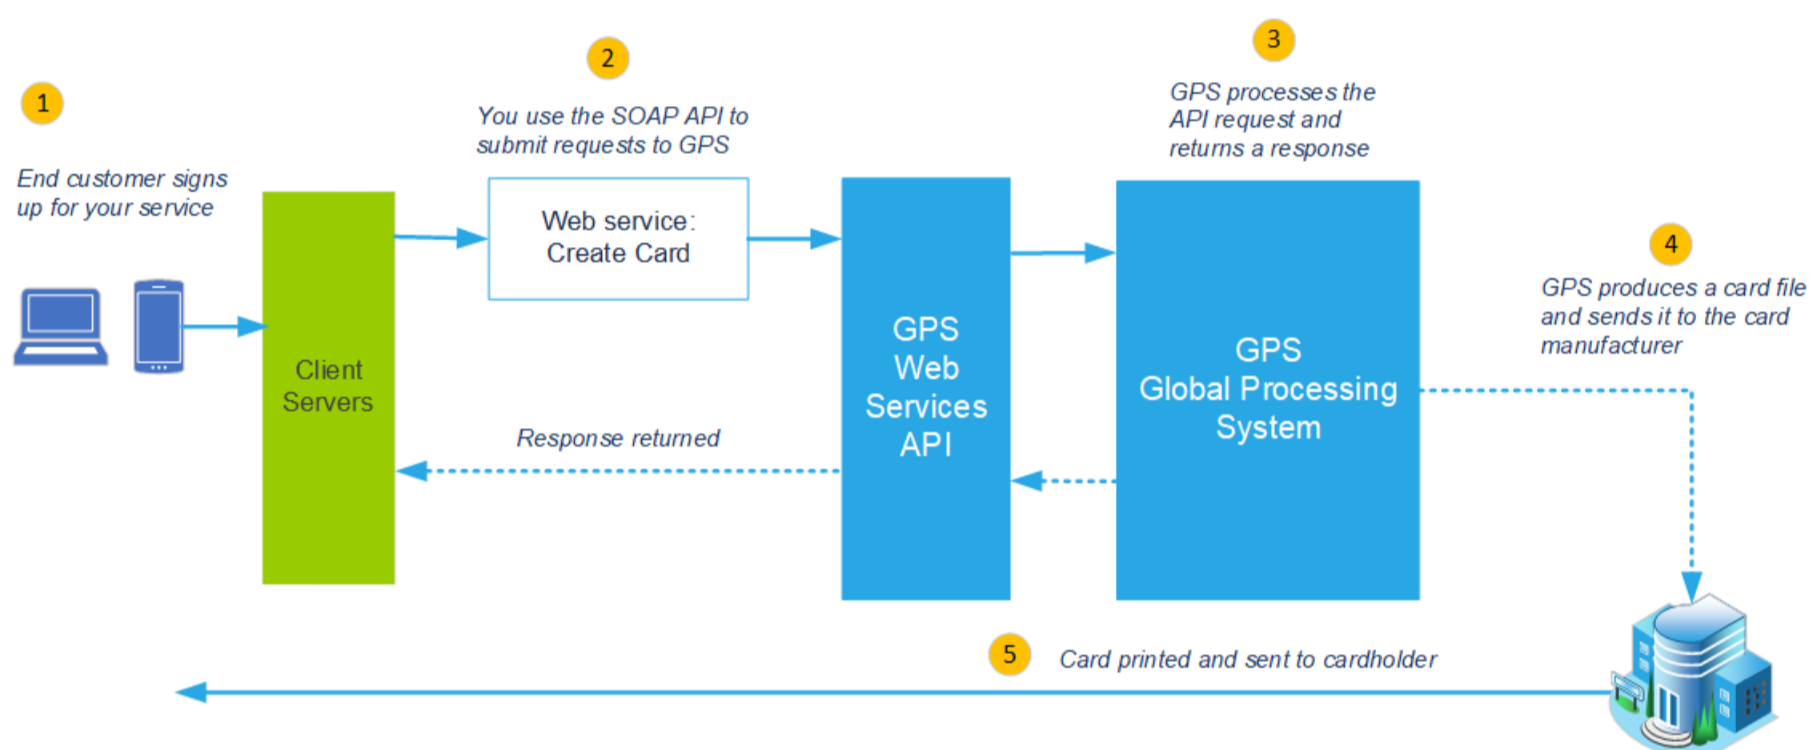 1
End customer signs
up for your service
2
You use the SOAP API to
submit requests to GPS
Web service:
Create Card
3
GPS processes the
API request and
returns a response
4
GPS produces a card file
and sends it to the card
manufacturer
Client
Servers
GPS
Web
Services
API
GPS
Global Processing
System
Response returned
5
Card printed and sent to cardholder